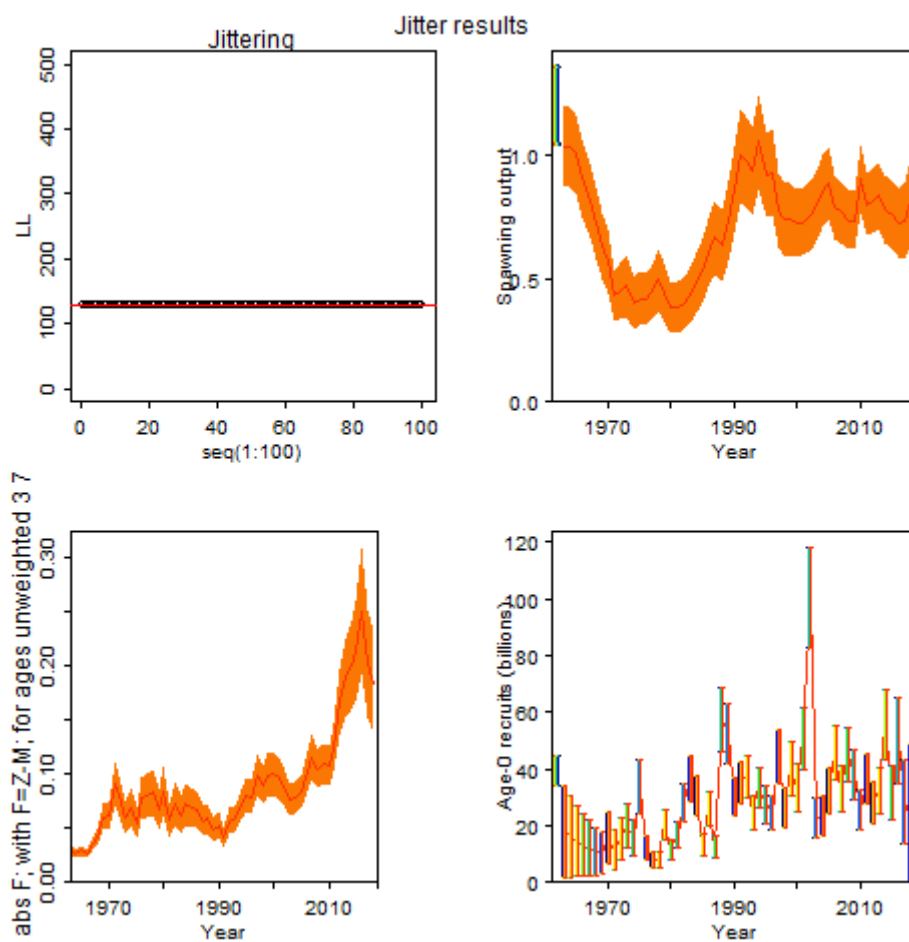 Jitter results
Jittering
LL
500
400
300
200
100
0
0 20 40 60 80 100
seq(1:100)
Spawning output
1.0
0.5
0.0
1970 1990 2010
Year
abs F; with F=Z-M; for ages unweighted 3 7
0.30
0.20
0.10
0.00
1970 1990 2010
Year
Age-0 recruits (billions)
120
100
80
60
40
20
0
1970 1990 2010
Year